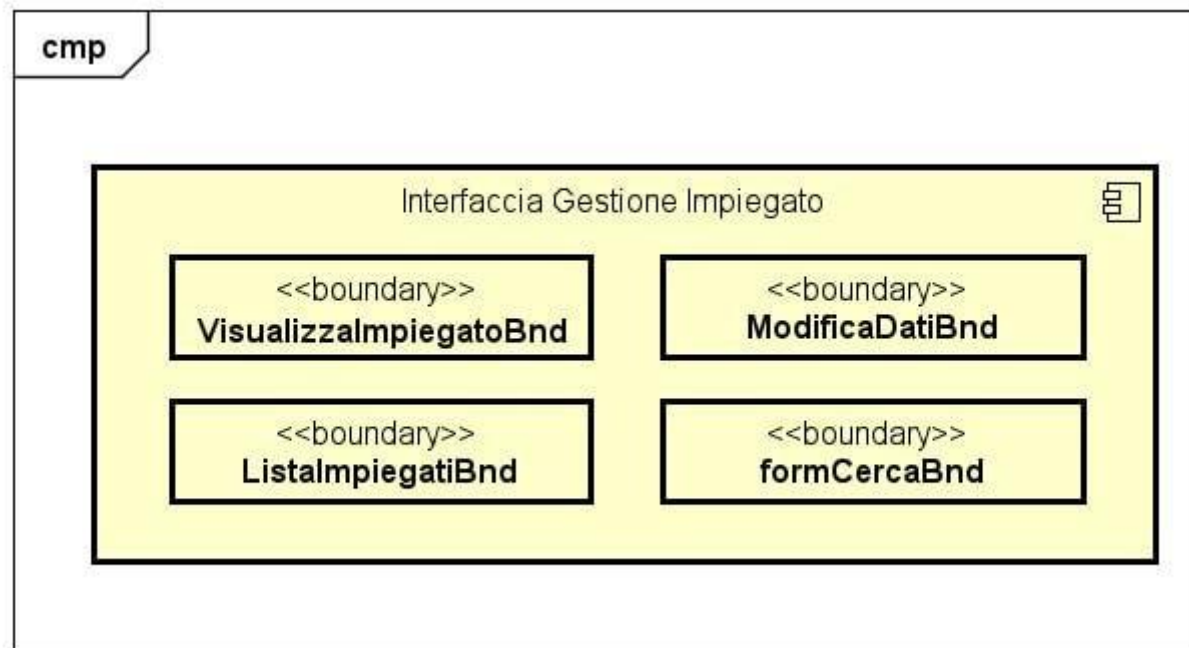 cmp
Interfaccia Gestione Impiegato
<<boundary>>
VisualizzaImpiegatoBnd
<<boundary>>
ModificaDatiBnd
<<boundary>>
ListaImpiegatiBnd
<<boundary>>
formCercaBnd